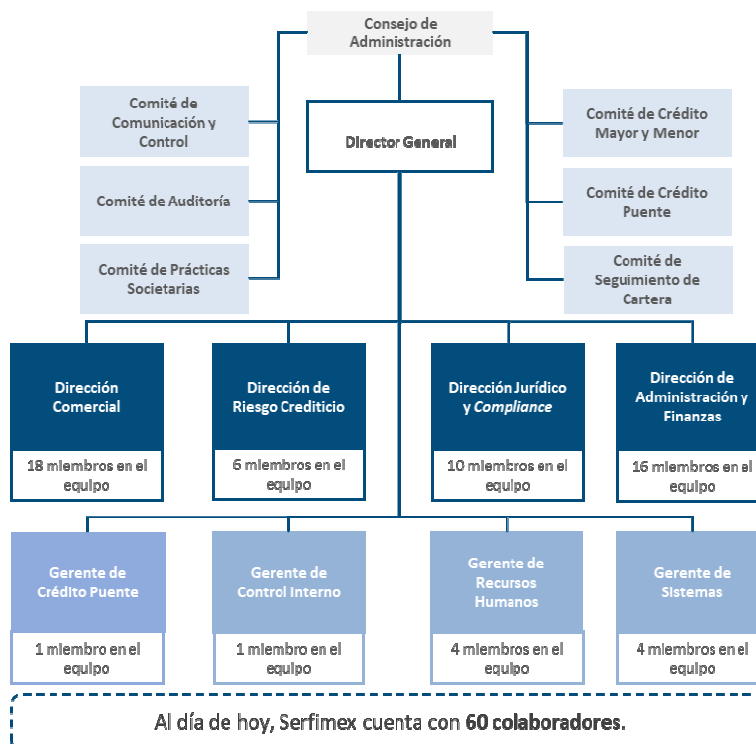 Consejo de
Administración
Comité de
Comunicación y
Control
Director General
Comité de Crédito
Mayor y Menor
Comité de Auditoría
Comité de Crédito
Puente
Comité de Prácticas
Societarias
Comité de
Seguimiento de
Cartera
Dirección
Comercial
18 miembros en el
equipo
Dirección de
Riesgo Crediticio
6 miembros en el
equipo
Dirección Jurídico
y Compliance
10 miembros en el
equipo
Dirección de
Administración y
Finanzas
16 miembros en el
equipo
Gerente de
Crédito Puente
1 miembro en el
equipo
Gerente de
Control Interno
1 miembro en el
equipo
Gerente de
Recursos
Humanos
4 miembros en el
equipo
Gerente de
Sistemas
4 miembros en el
equipo
Al día de hoy, Serfimex cuenta con 60 colaboradores.